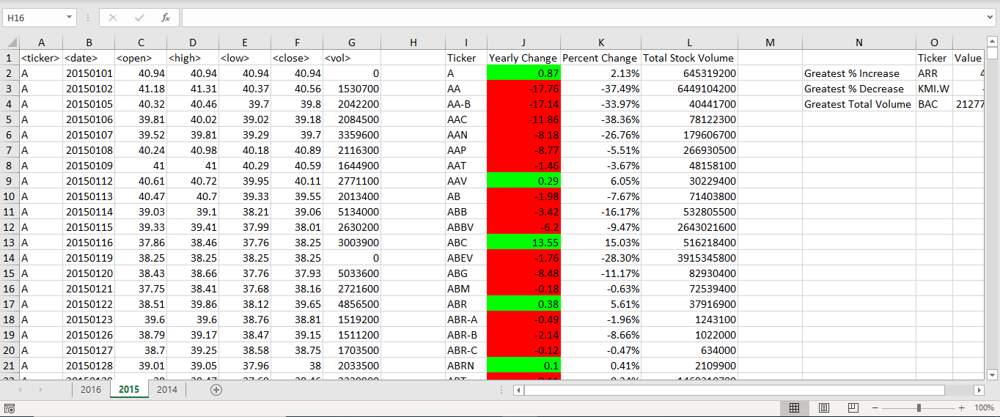 H16 fx
A B C D E F G H I J K L M N O
1 <ticker> <date> <open> <high> <low> <close> <vol> Ticker Yearly Change Percent Change Total Stock Volume Ticker Value
2 A 20150101 40.94 40.94 40.94 40.94 0 A 0.87 2.13% 645319200 Greatest % Increase ARR
3 A 20150102 41.18 41.31 40.37 40.56 1530700 AA -17.76 -37.49% 6449104200 Greatest % Decrease KMI.W
4 A 20150105 40.32 40.46 39.7 39.8 2042200 AA-B -17.14 -33.97% 40441700 Greatest Total Volume BAC 21277
5 A 20150106 39.81 40.02 39.02 39.18 2084500 AAC -11.86 -38.36% 78122300
6 A 20150107 39.52 39.81 39.29 39.7 3359600 AAN -8.18 -26.76% 179606700
7 A 20150108 40.24 40.98 40.18 40.89 2116300 AAP -8.77 -5.51% 266930500
8 A 20150109 41 41 40.29 40.59 1644900 AAT -1.46 -3.67% 48158100
9 A 20150112 40.61 40.72 39.95 40.11 2771100 AAV 0.29 6.05% 30229400
10 A 20150113 40.47 40.7 39.33 39.55 2013400 AB -1.98 -7.67% 71403800
11 A 20150114 39.03 39.1 38.21 39.06 5134000 ABB -3.42 -16.17% 532805500
12 A 20150115 39.33 39.41 37.99 38.01 2630200 ABBV -6.2 -9.47% 2643021600
13 A 20150116 37.86 38.46 37.76 38.25 3003900 ABC 13.55 15.03% 516218400
14 A 20150119 38.25 38.25 38.25 38.25 0 ABEV -1.76 -28.30% 3915345800
15 A 20150120 38.43 38.66 37.76 37.93 5033600 ABG -8.48 -11.17% 82930400
16 A 20150121 37.75 38.41 37.68 38.16 2721600 ABM -0.18 -0.63% 72539400
17 A 20150122 38.51 39.86 38.12 39.65 4856500 ABR 0.38 5.61% 37916900
18 A 20150123 39.6 39.6 38.76 38.81 1519200 ABR-A -0.49 -1.96% 1243100
19 A 20150126 38.79 39.17 38.47 39.15 1511200 ABR-B -2.14 -8.66% 1022000
20 A 20150127 38.7 39.25 38.58 38.75 1703500 ABR-C -0.12 -0.47% 634000
21 A 20150128 39.01 39.05 37.96 38 2033500 ABRN 0.1 0.41% 2109900
2016 2015 2014
100%